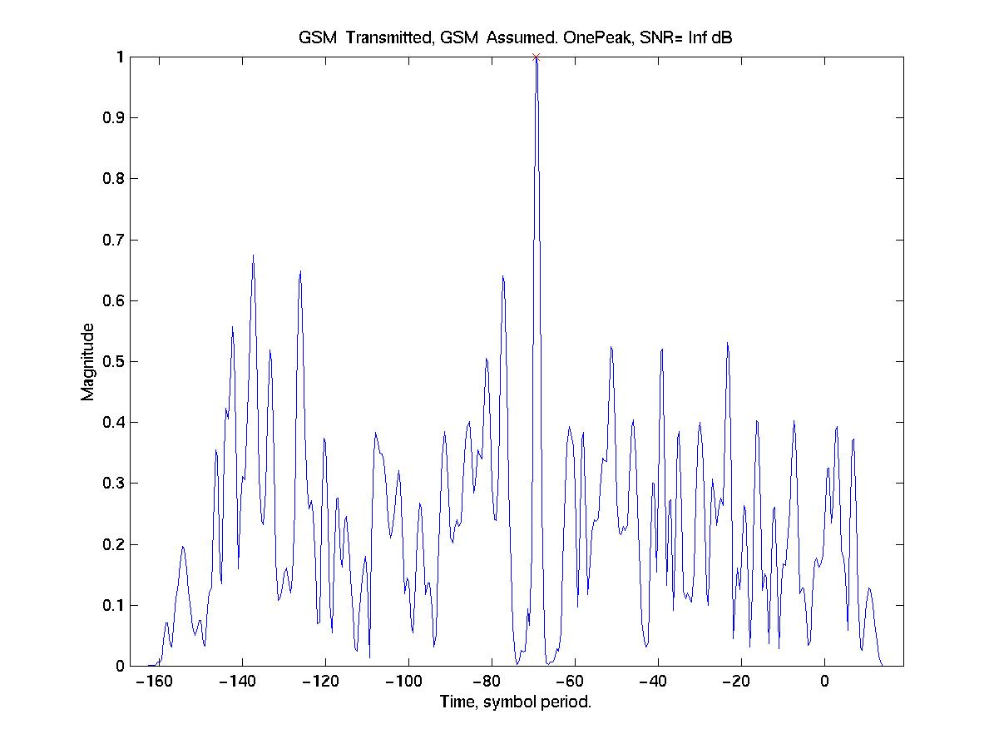 GSM Transmitted, GSM Assumed. OnePeak, SNR= Inf dB
1
0.9
0.8
0.7
0.6
0.5
0.4
0.3
0.2
0.1
0
Magnitude
−160 −140 −120 −100 −80 −60 −40 −20 0
Time, symbol period.